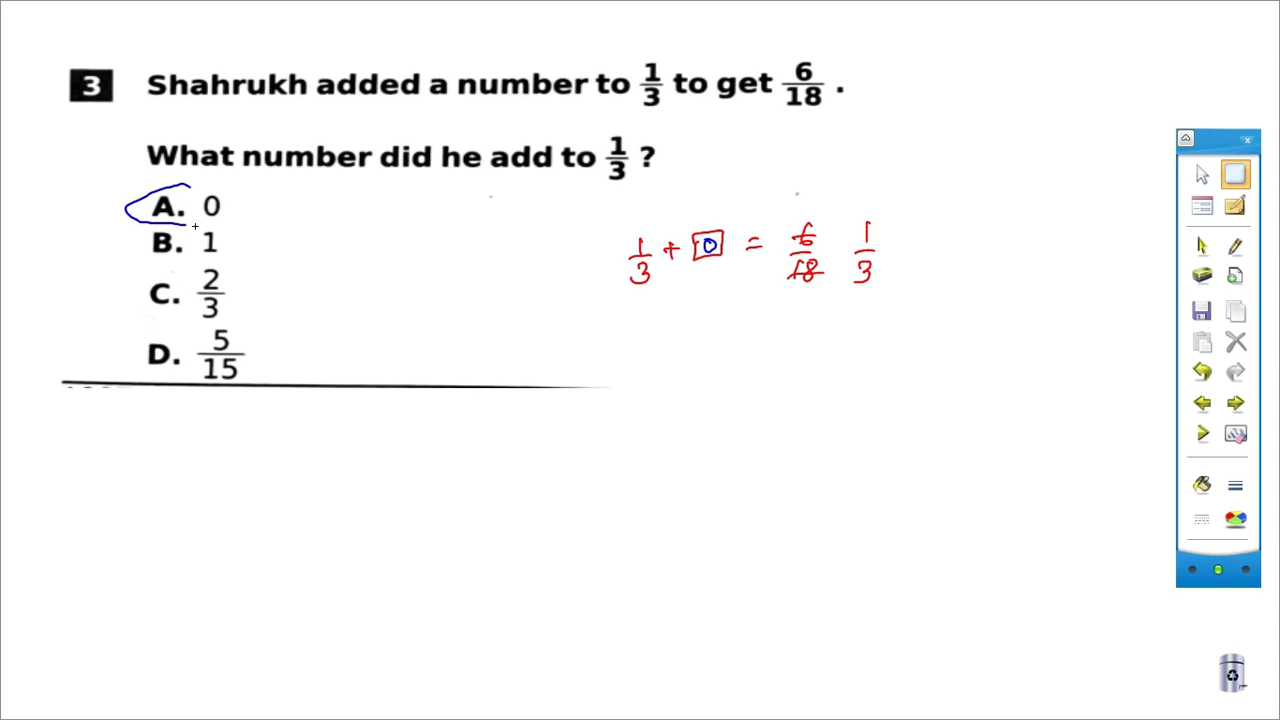 3 Shahrukh added a number to 1/3 to get 6/18 .
What number did he add to 1/3 ?
A. 0
B. 1
C. 2/3
D. 5/15
1/3 + 0 = 6/18 1/3